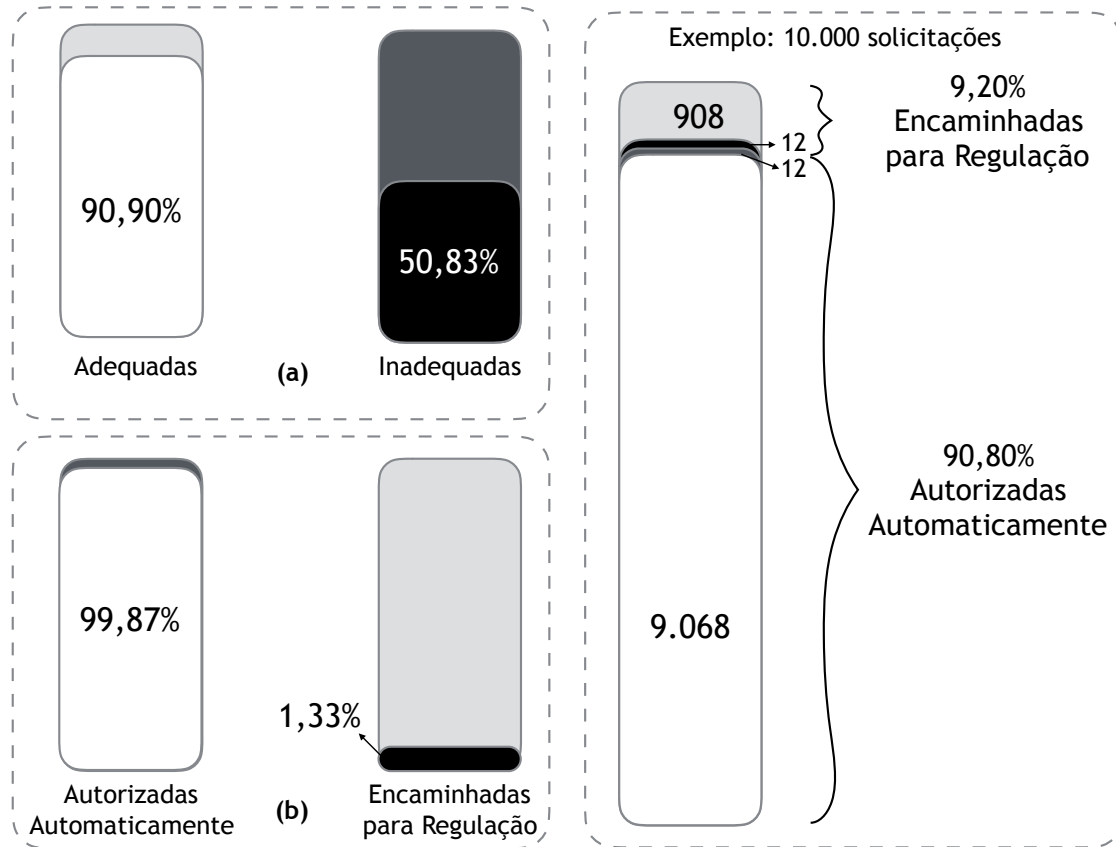 90,90%
50,83%
Adequadas
Inadequadas
(a)
99,87%
1,33%
Autorizadas
Automaticamente
(b)
Encaminhadas
para Regulação
Exemplo: 10.000 solicitações
908
12
12
9,20%
Encaminhadas
para Regulação
90,80%
Autorizadas
Automaticamente
9.068